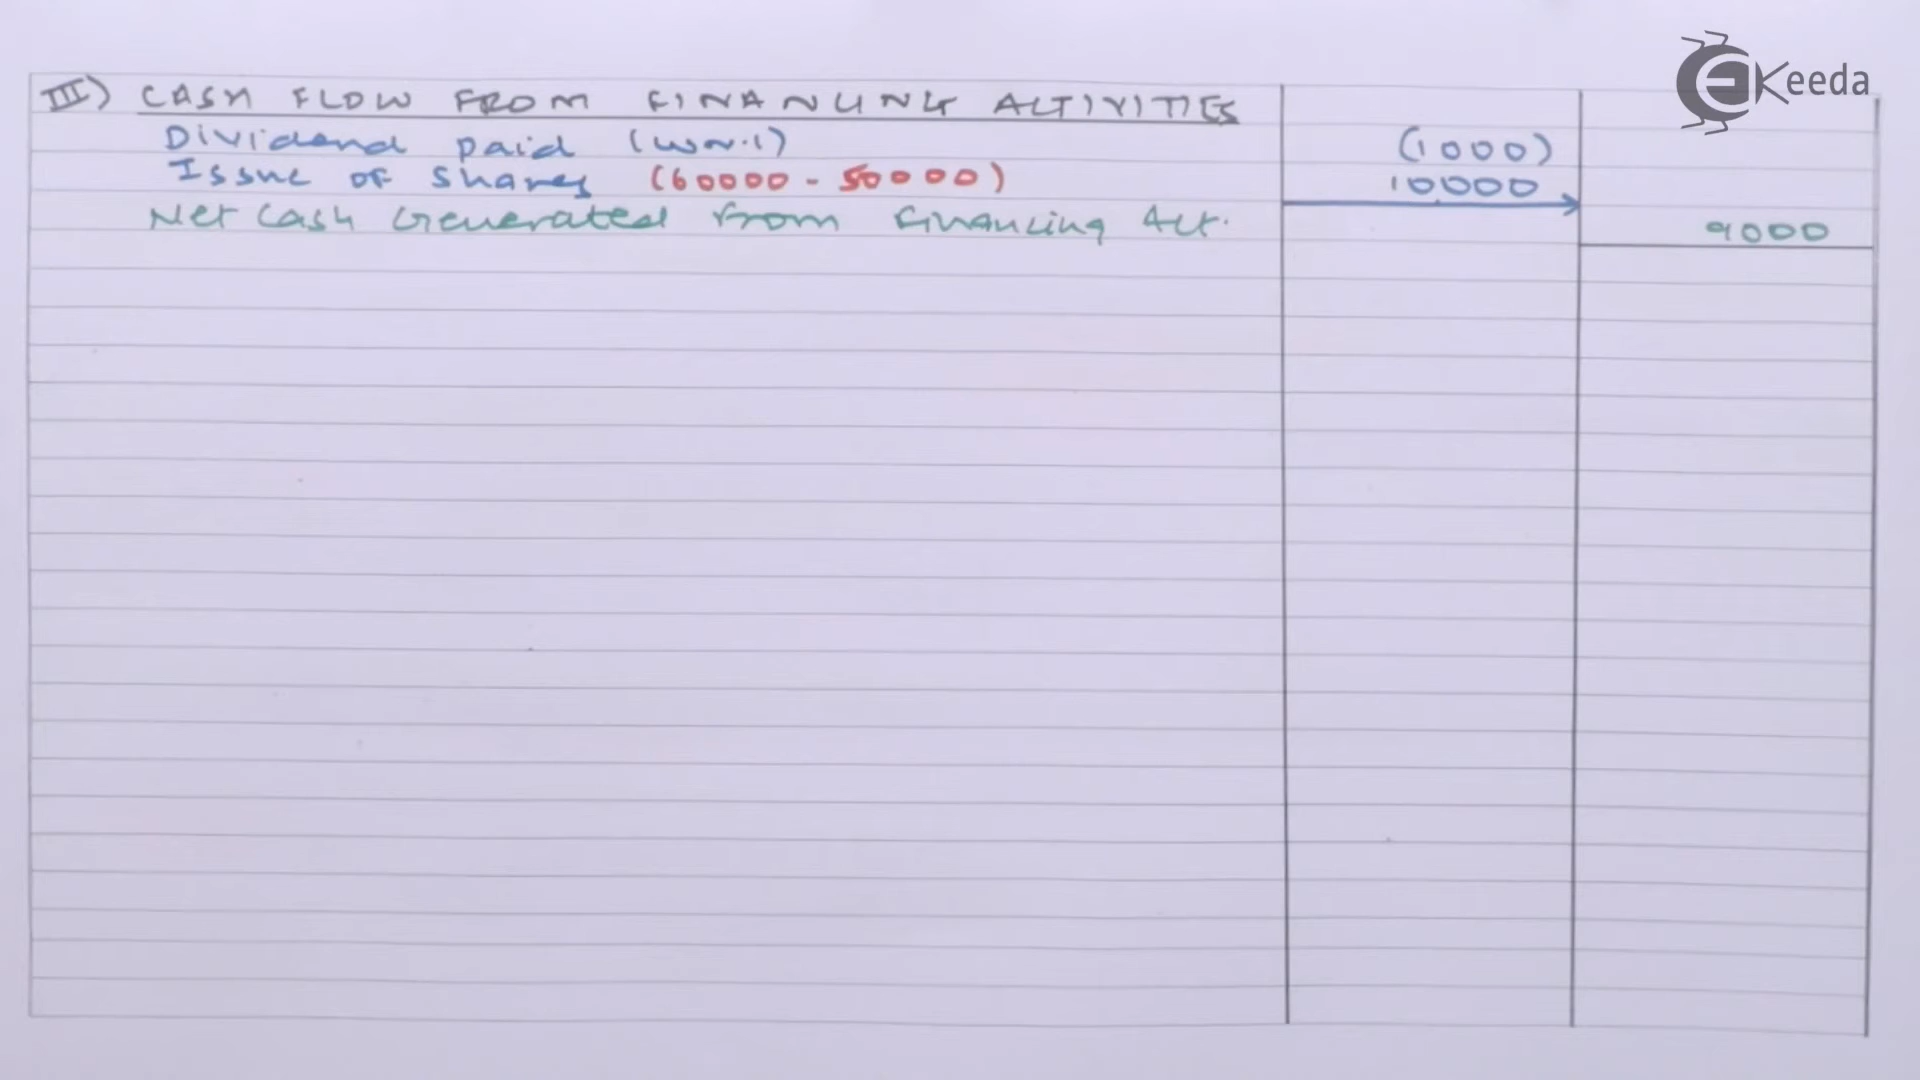 EKeeda
III) CASH FLOW FROM FINANCING ACTIVITIES
Dividend paid (W.N.1) (1000)
Issue of shares (60000 - 50000) 10000
Net Cash Generated from Financing Act. 9000